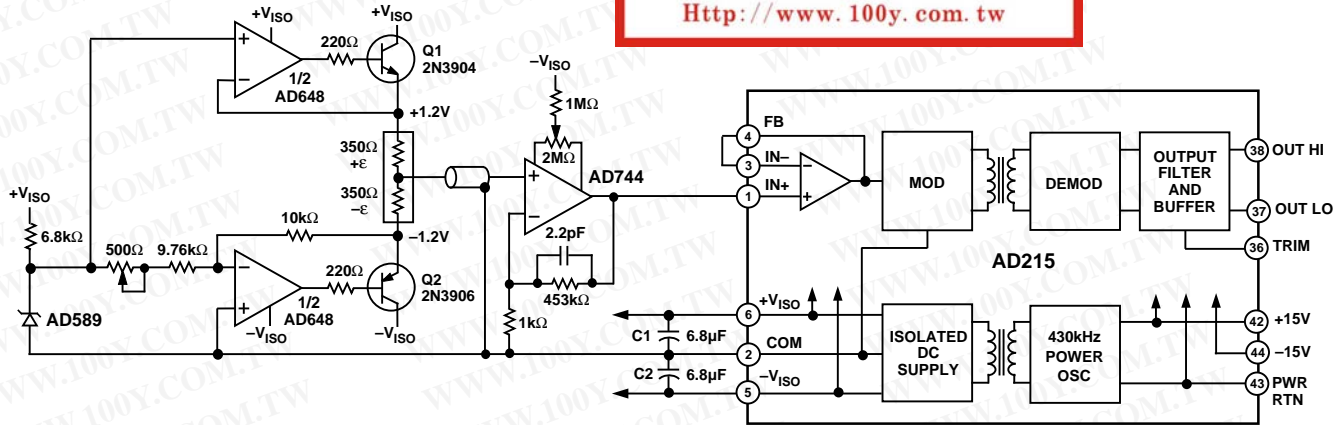 Http://www.100y.com.tw
+VISO
+VISO
220Ω
Q1
2N3904
1/2
AD648
+1.2V
350Ω
+ε
350Ω
−ε
−1.2V
+VISO
6.8kΩ
500Ω
9.76kΩ
10kΩ
AD589
220Ω
Q2
2N3906
1/2
AD648
−VISO
−VISO
−VISO
1MΩ
2MΩ
AD744
2.2pF
453kΩ
1kΩ
C1
6.8µF
C2
6.8µF
4
FB
3
IN−
1
IN+
MOD
DEMOD
OUTPUT
FILTER
AND
BUFFER
38
OUT HI
37
OUT LO
36
TRIM
AD215
6
+VISO
2
COM
5
−VISO
ISOLATED
DC
SUPPLY
430kHz
POWER
OSC
42
+15V
44
−15V
43
PWR
RTN
WWW.100Y.COM.TW